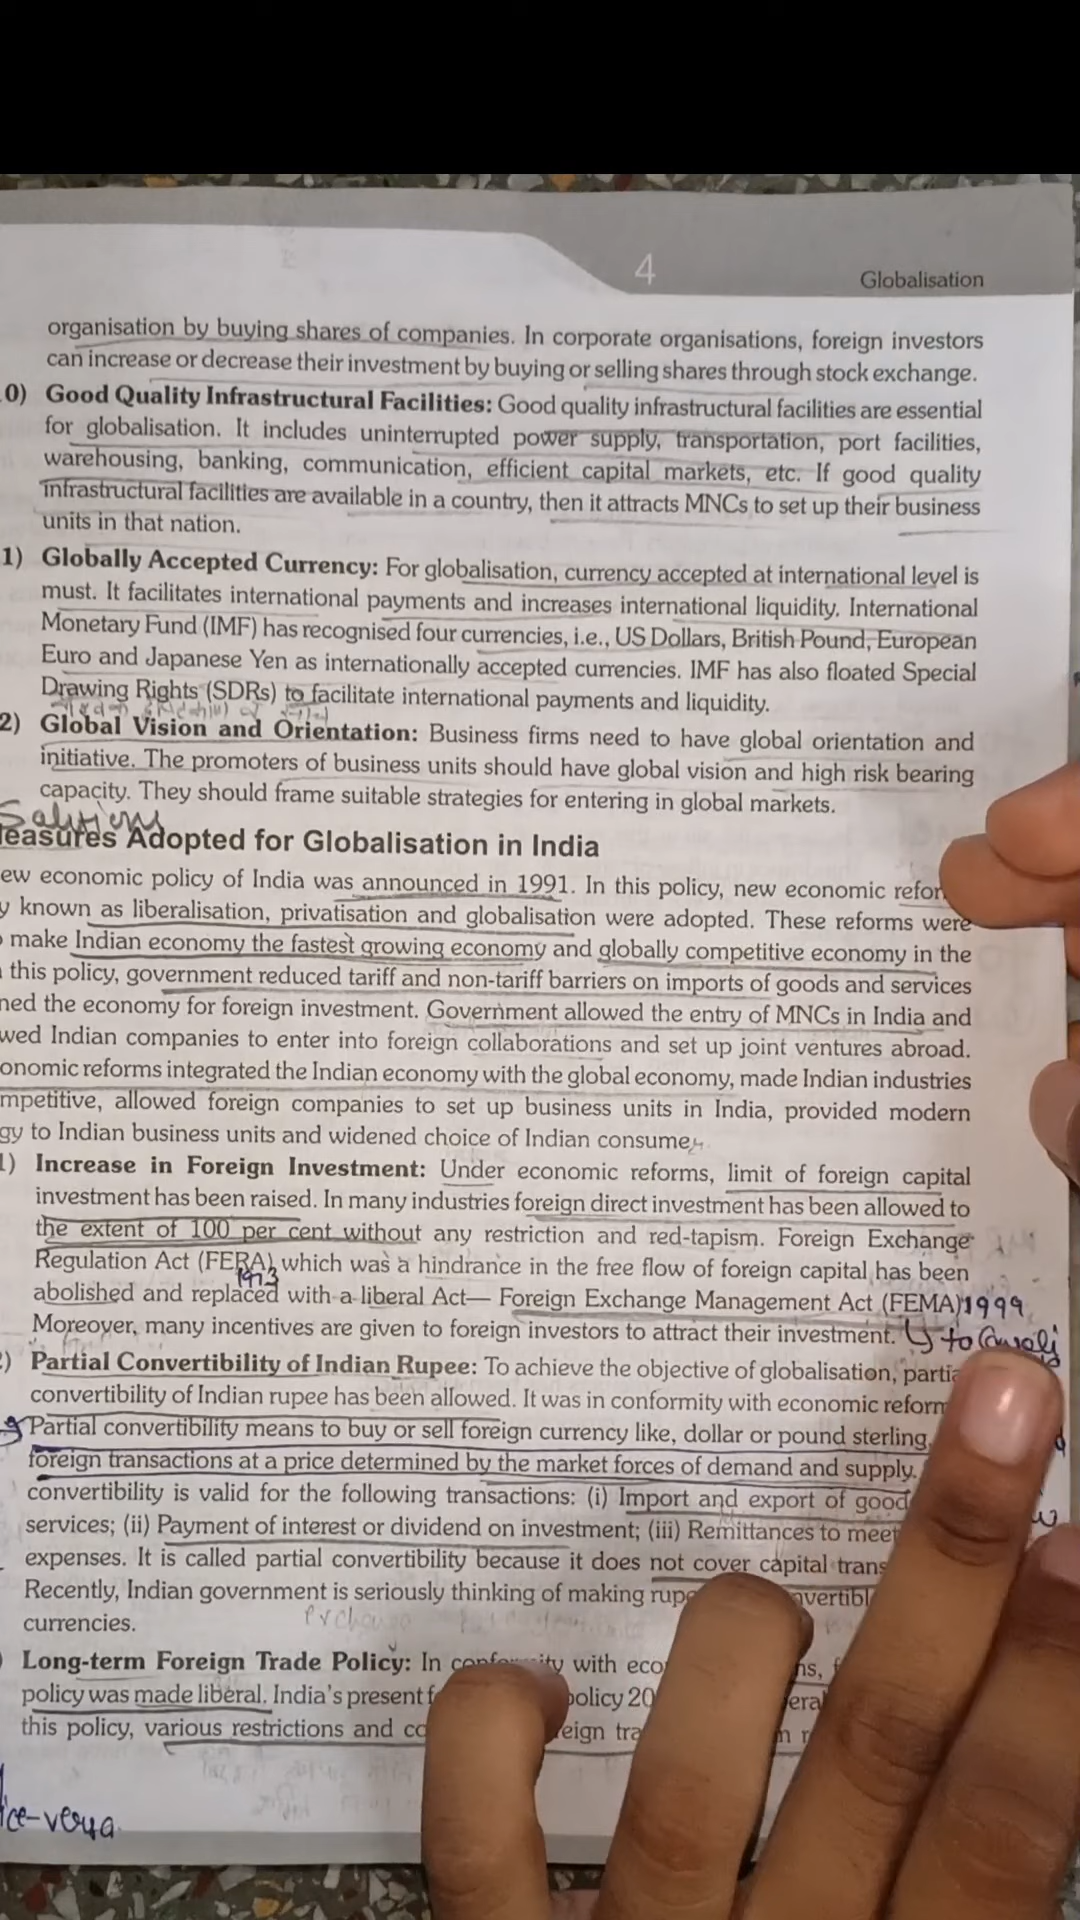 4
Globalisation
organisation by buying shares of companies. In corporate organisations, foreign investors
can increase or decrease their investment by buying or selling shares through stock exchange.
0) Good Quality Infrastructural Facilities: Good quality infrastructural facilities are essential
for globalisation. It includes uninterrupted power supply, transportation, port facilities,
warehousing, banking, communication, efficient capital markets, etc. If good quality
infrastructural facilities are available in a country, then it attracts MNCs to set up their business
units in that nation.
1) Globally Accepted Currency: For globalisation, currency accepted at international level is
must. It facilitates international payments and increases international liquidity. International
Monetary Fund (IMF) has recognised four currencies, i.e., US Dollars, British Pound, European
Euro and Japanese Yen as internationally accepted currencies. IMF has also floated Special
Drawing Rights (SDRs) to facilitate international payments and liquidity.
2) Global Vision and Orientation: Business firms need to have global orientation and
initiative. The promoters of business units should have global vision and high risk bearing
capacity. They should frame suitable strategies for entering in global markets.
easures Adopted for Globalisation in India
ew economic policy of India was announced in 1991. In this policy, new economic refor
y known as liberalisation, privatisation and globalisation were adopted. These reforms were
make Indian economy the fastest growing economy and globally competitive economy in the
this policy, government reduced tariff and non-tariff barriers on imports of goods and services
ned the economy for foreign investment. Government allowed the entry of MNCs in India and
wed Indian companies to enter into foreign collaborations and set up joint ventures abroad.
onomic reforms integrated the Indian economy with the global economy, made Indian industries
mpetitive, allowed foreign companies to set up business units in India, provided modern
gy to Indian business units and widened choice of Indian consume
1) Increase in Foreign Investment: Under economic reforms, limit of foreign capital
investment has been raised. In many industries foreign direct investment has been allowed to
the extent of 100 per cent without any restriction and red-tapism. Foreign Exchange
Regulation Act (FERA) which was a hindrance in the free flow of foreign capital has been
1973
abolished and replaced with a liberal Act— Foreign Exchange Management Act (FEMA) 1999
Moreover, many incentives are given to foreign investors to attract their investment. to
) Partial Convertibility of Indian Rupee: To achieve the objective of globalisation, partia
convertibility of Indian rupee has been allowed. It was in conformity with economic reform
Partial convertibility means to buy or sell foreign currency like, dollar or pound sterling,
foreign transactions at a price determined by the market forces of demand and supply.
convertibility is valid for the following transactions: (i) Import and export of good
services; (ii) Payment of interest or dividend on investment; (iii) Remittances to meet
expenses. It is called partial convertibility because it does not cover capital trans
Recently, Indian government is seriously thinking of making rup vertibl
currencies.
Long-term Foreign Trade Policy: In conformity with eco ns,
policy was made liberal. India's present policy 20 eral
this policy, various restrictions and co eign tra
ice-versa